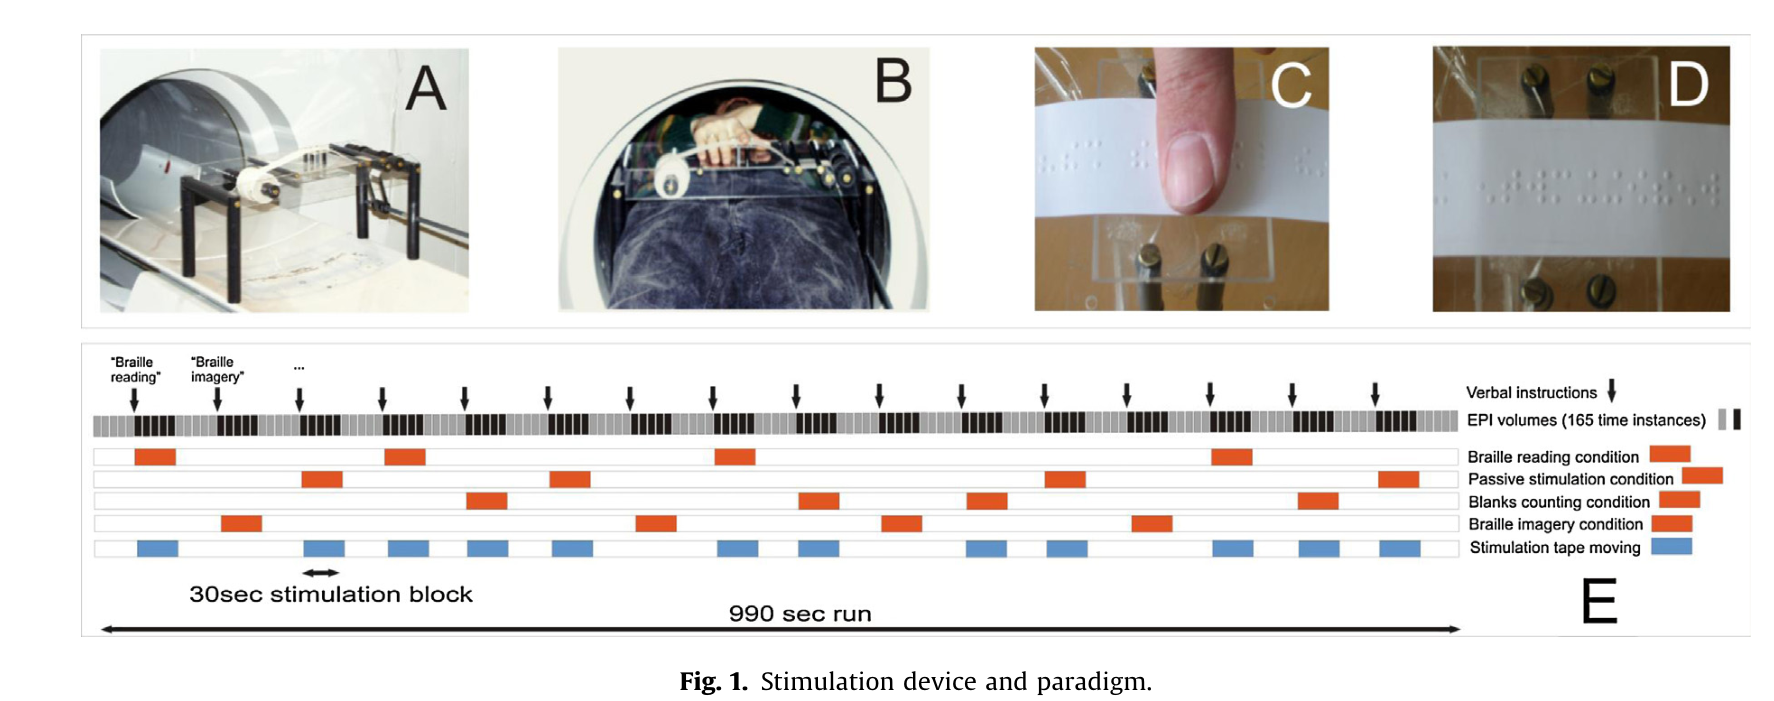 A
B
C
D
"Braille
reading"
"Braille
imagery"
...
Verbal instructions
EPI volumes (165 time instances)
Braille reading condition
Passive stimulation condition
Blanks counting condition
Braille imagery condition
Stimulation tape moving
30sec stimulation block
990 sec run
E
Fig. 1. Stimulation device and paradigm.